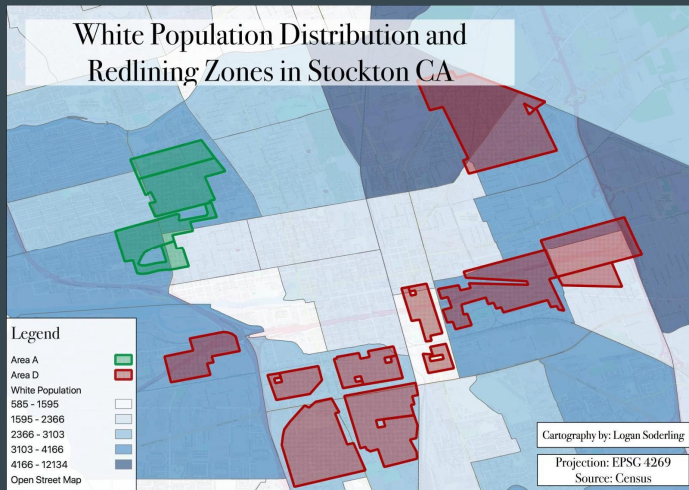 White Population Distribution and
Redlining Zones in Stockton CA
Legend
Area A
Area D
White Population
585 - 1595
1595 - 2366
2366 - 3103
3103 - 4166
4166 - 12134
Open Street Map
Cartography by: Logan Soderling
Projection: EPSG 4269
Source: Census